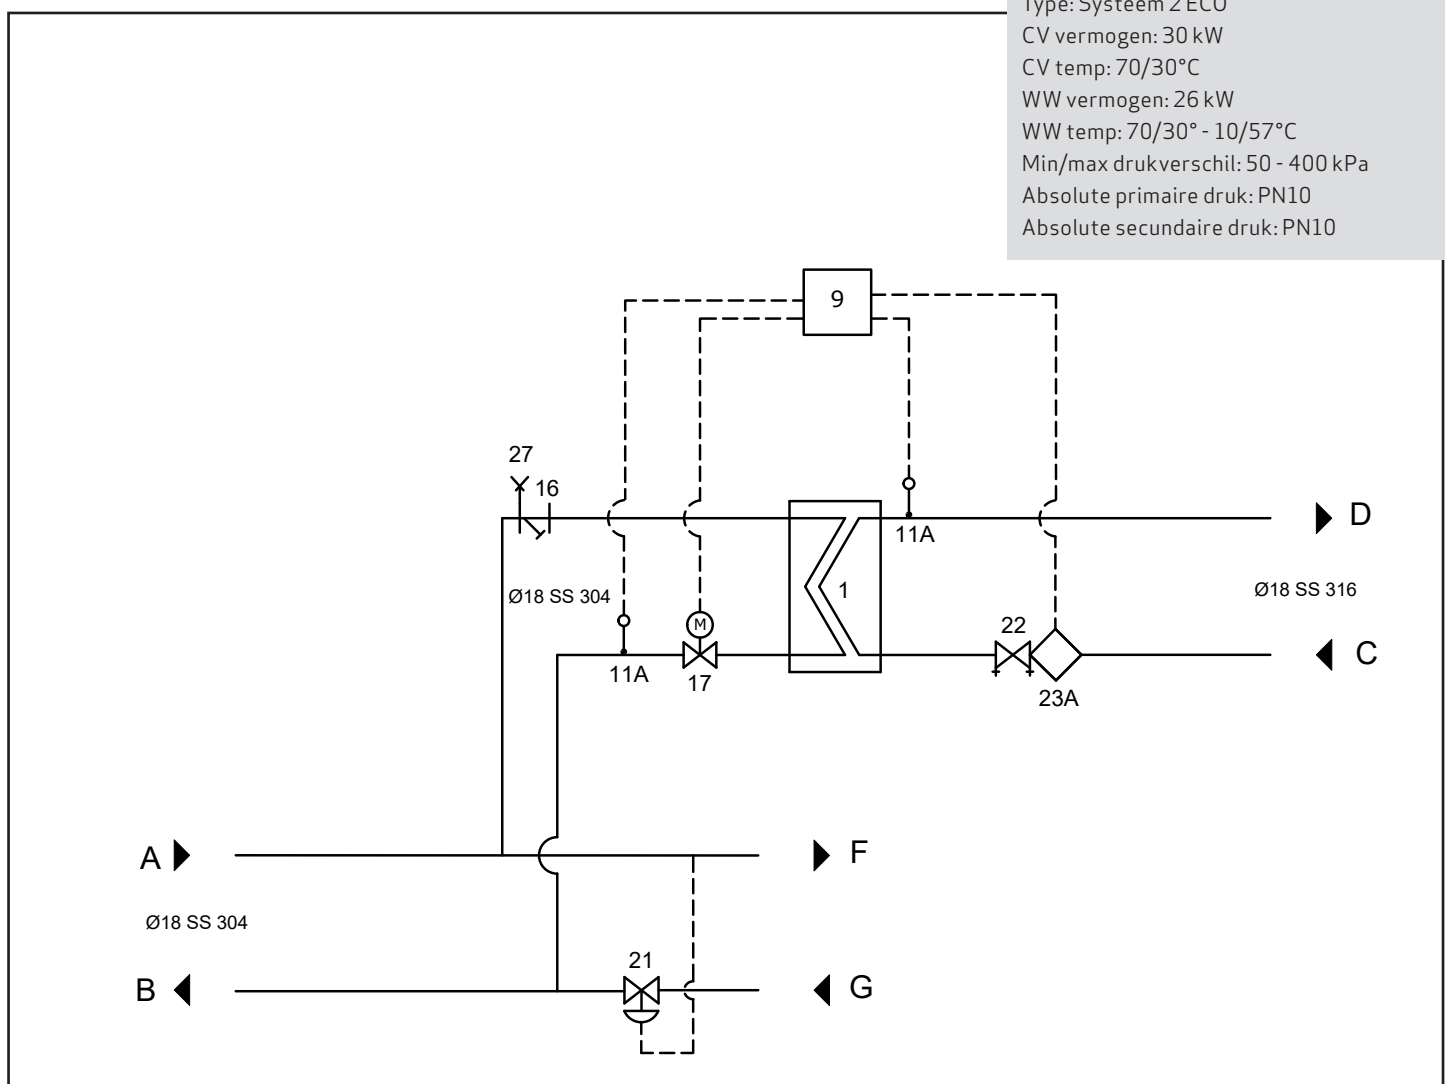 Type: Systeem 2 ECO
CV vermogen: 30 kW
CV temp: 70/30°C
WW vermogen: 26 kW
WW temp: 70/30° - 10/57°C
Min/max drukverschil: 50 - 400 kPa
Absolute primaire druk: PN10
Absolute secundaire druk: PN10
9
27
16
11A
D
Ø18 SS 304
1
Ø18 SS 316
M
22
C
11A
17
23A
A
F
Ø18 SS 304
21
B
G